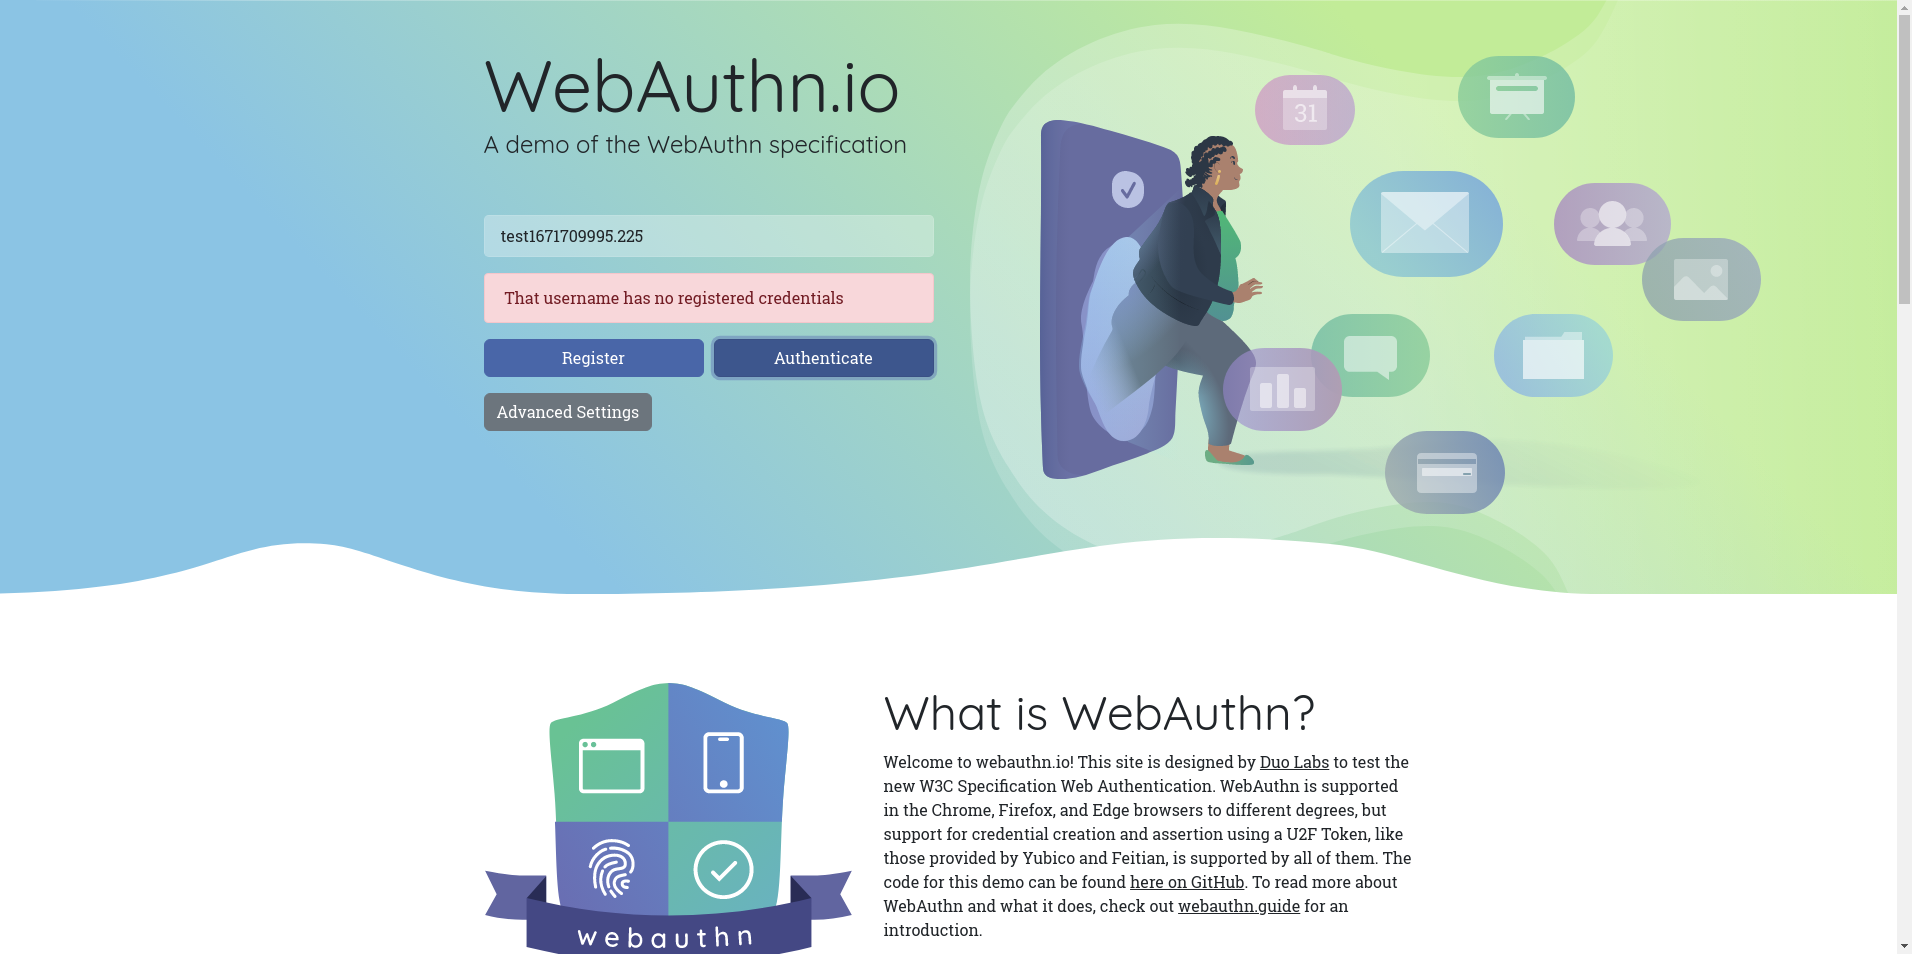 WebAuthn.io
A demo of the WebAuthn specification
test1671709995.225
That username has no registered credentials
Register
Authenticate
Advanced Settings
31
webauthn
What is WebAuthn?
Welcome to webauthn.io! This site is designed by Duo Labs to test the
new W3C Specification Web Authentication. WebAuthn is supported
in the Chrome, Firefox, and Edge browsers to different degrees, but
support for credential creation and assertion using a U2F Token, like
those provided by Yubico and Feitian, is supported by all of them. The
code for this demo can be found here on GitHub. To read more about
WebAuthn and what it does, check out webauthn.guide for an
introduction.